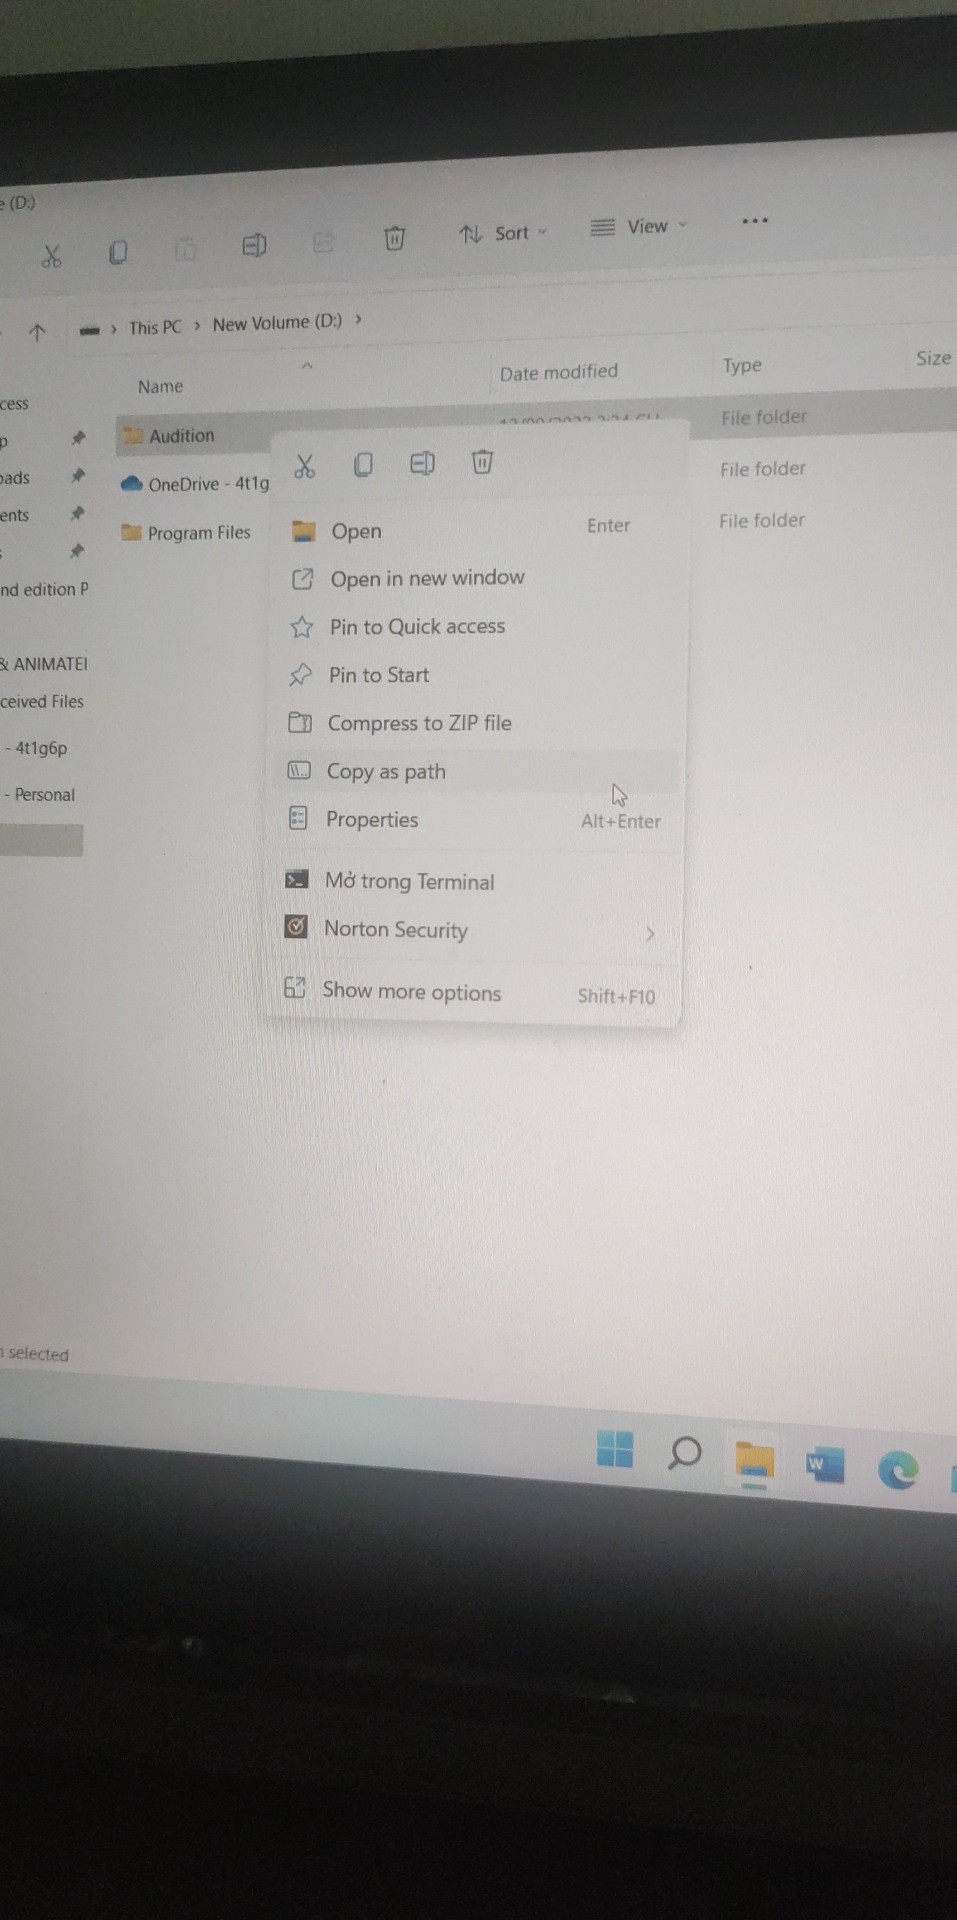 e (D:)
Sort
View
This PC > New Volume (D:) >
Name
Date modified
Type
Size
cess
p
oads
ents
s
nd edition P
& ANIMATEI
ceived Files
- 4t1g6p
- Personal
Audition
File folder
OneDrive - 4t1g
File folder
Program Files
File folder
Open
Enter
Open in new window
Pin to Quick access
Pin to Start
Compress to ZIP file
Copy as path
Properties
Alt+Enter
Mở trong Terminal
Norton Security
Show more options
Shift+F10
selected
W